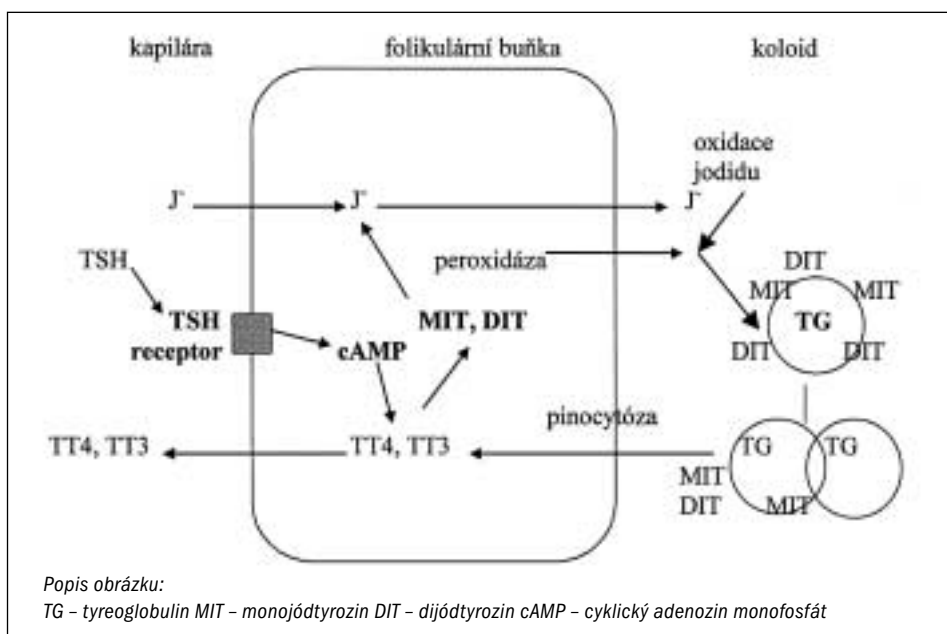 kapilára folikulární buňka koloid
oxidace
jodidu
J⁻ J⁻ J⁻
TSH peroxidáza DIT
MIT MIT
TSH MIT, DIT TG
receptor cAMP DIT DIT
pinocytóza
TT4, TT3 TT4, TT3 TG TG
MIT
DIT MIT
Popis obrázku:
TG – tyreoglobulin MIT – monojódtyrozin DIT – dijódtyrozin cAMP – cyklický adenozin monofosfát